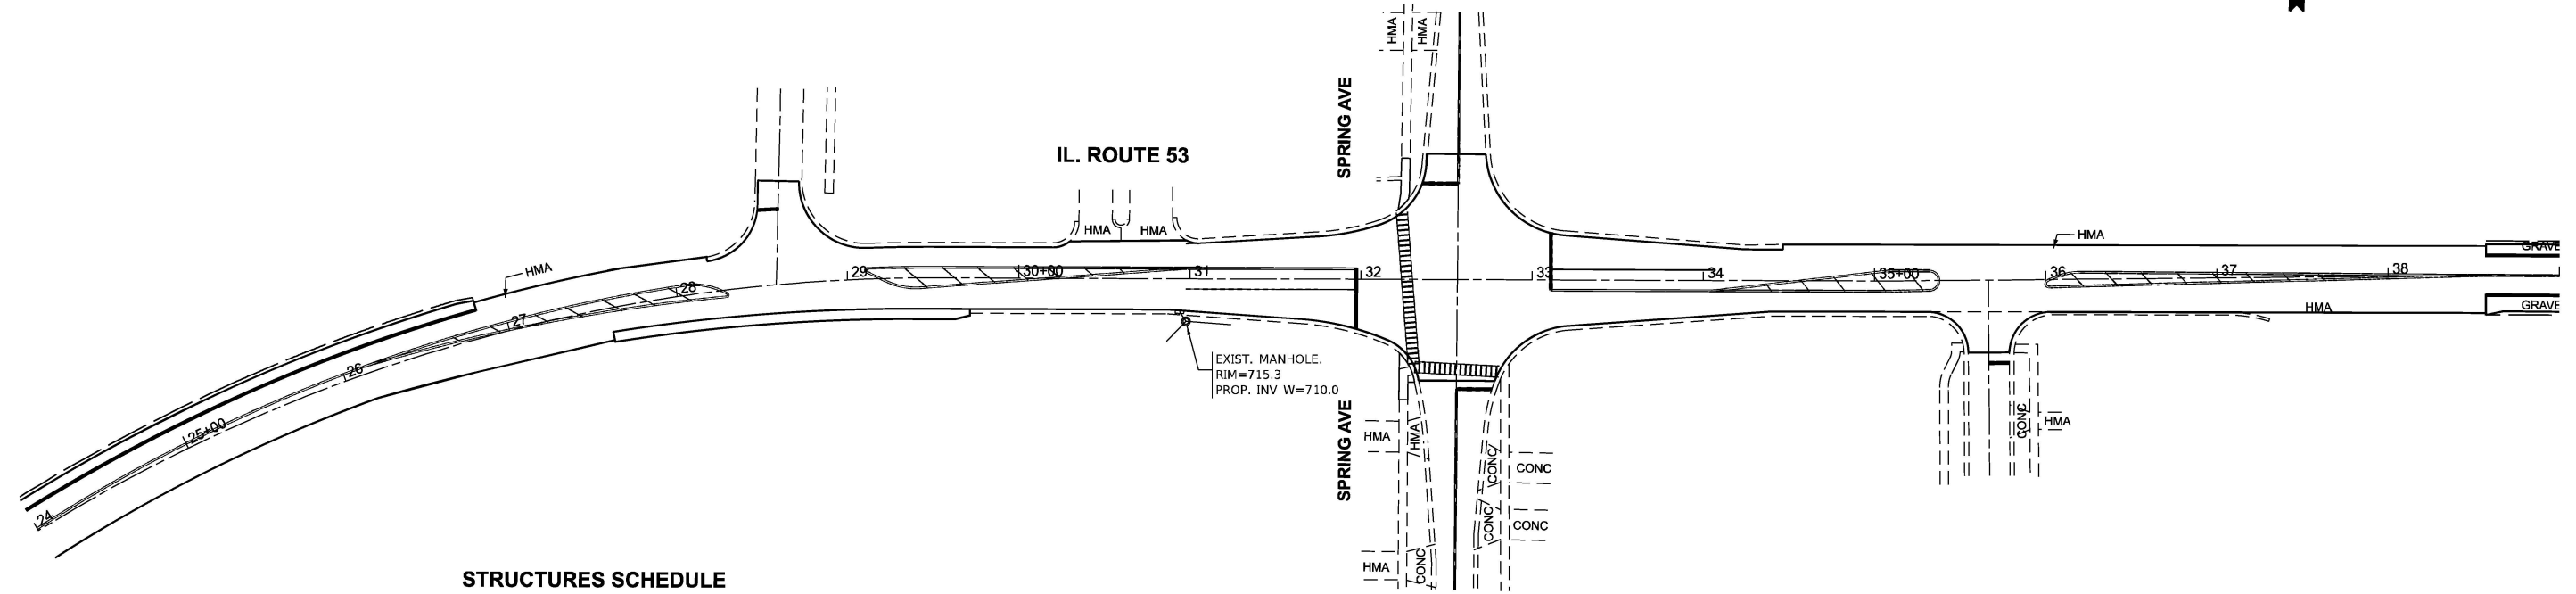 HMA
HMA
SPRING AVE
IL. ROUTE 53
HMA
HMA
HMA
HMA
24
25+00
26
27
28
29
30+00
31
32
33
34
35+00
36
37
38
GRAVE
GRAVE
HMA
EXIST. MANHOLE.
RIM=715.3
PROP. INV W=710.0
SPRING AVE
HMA
HMA
CONC
CONC
CONC
CONC
HMA
CONC
CONC
HMA
STRUCTURES SCHEDULE